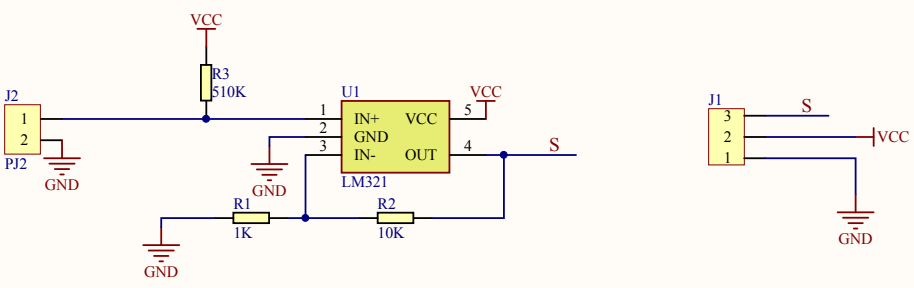 VCC
R3
510K
J2
1
2
PJ2
GND
U1
1 IN+ VCC 5 VCC
2 GND
3 IN- OUT 4 S
LM321
GND
R1
1K
R2
10K
GND
J1
3 S
2 VCC
1
GND